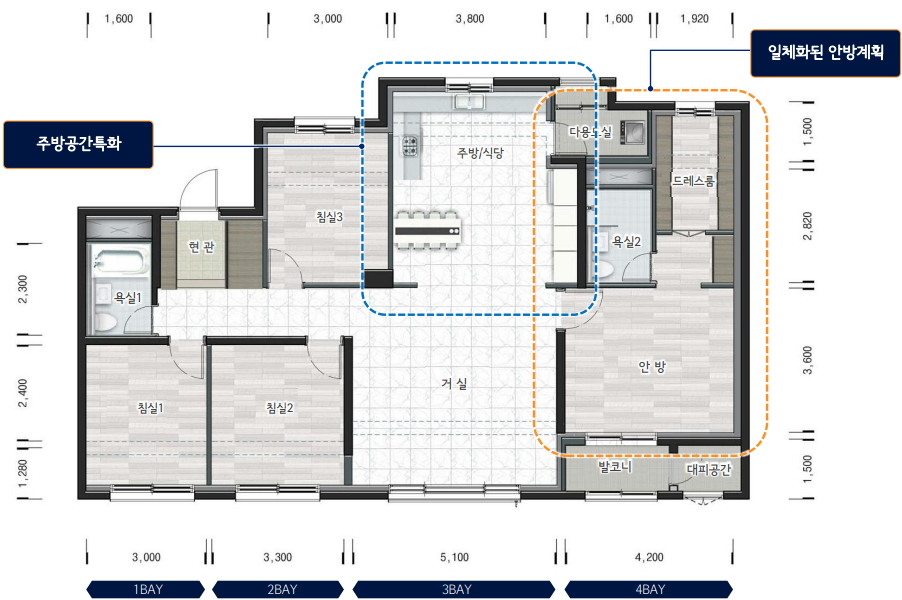 1,600
3,000
3,800
1,600
1,920
일체화된 안방계획
주방공간특화
1,500
다용도실
주방/식당
드레스룸
침실3
2,820
현관
욕실2
2,300
욕실1
3,600
안방
거실
2,400
침실1
침실2
1,280
발코니
대피공간
1,500
3,000
3,300
5,100
4,200
1BAY
2BAY
3BAY
4BAY